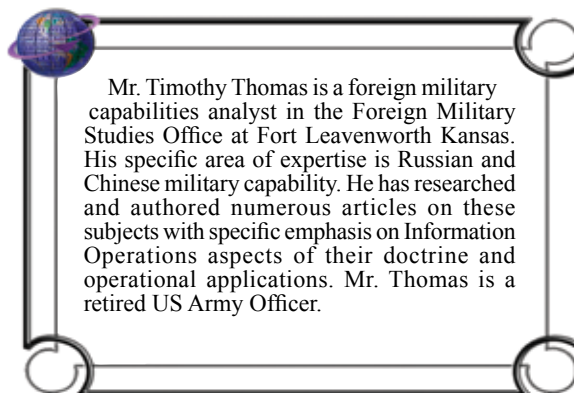 Mr. Timothy Thomas is a foreign military
capabilities analyst in the Foreign Military
Studies Office at Fort Leavenworth Kansas.
His specific area of expertise is Russian and
Chinese military capability. He has researched
and authored numerous articles on these
subjects with specific emphasis on Information
Operations aspects of their doctrine and
operational applications. Mr. Thomas is a
retired US Army Officer.